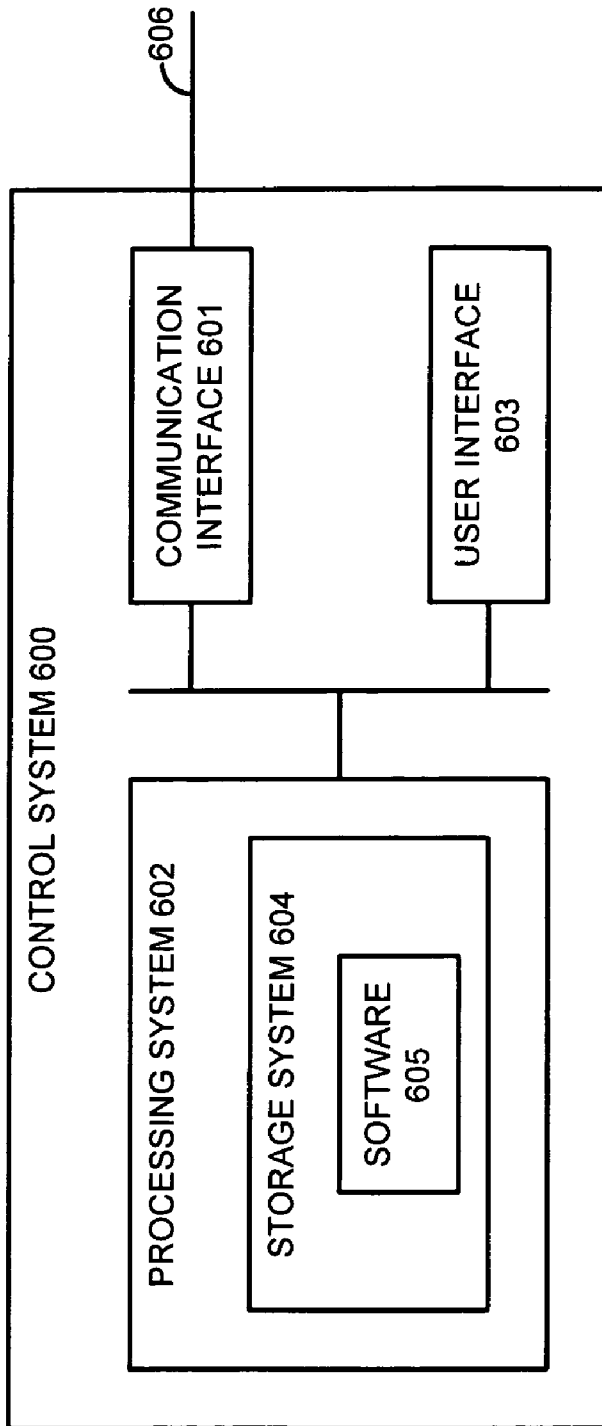 CONTROL SYSTEM 600
PROCESSING SYSTEM 602
STORAGE SYSTEM 604
SOFTWARE
605
COMMUNICATION
INTERFACE 601
606
USER INTERFACE
603